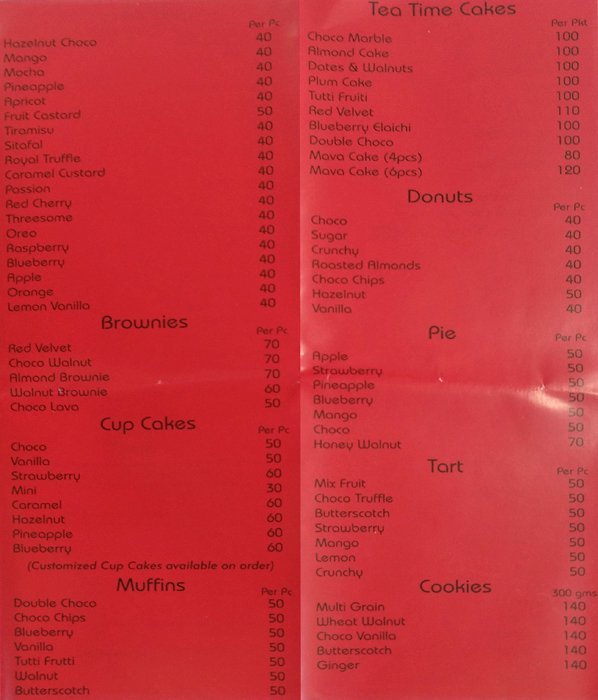 Per Pc.
Hazelnut Choco 40
Mango 40
Mocha 40
Pineapple 40
Apricot 40
Fruit Custard 50
Tiramisu 40
Sitafal 40
Royal Truffle 40
Caramel Custard 40
Passion 40
Red Cherry 40
Threesome 40
Oreo 40
Raspberry 40
Blueberry 40
Apple 40
Orange 40
Lemon Vanilla 40
Brownies
Per Pc
Red Velvet 70
Choco Walnut 70
Almond Brownie 70
Walnut Brownie 60
Choco Lava 50
Cup Cakes
Per Pc
Choco 50
Vanilla 50
Strawberry 60
Mini 30
Caramel 60
Hazelnut 60
Pineapple 60
Blueberry 60
(Customized Cup Cakes available on order)
Muffins
Per Pc
Double Choco 50
Choco Chips 50
Blueberry 50
Vanilla 50
Tutti Frutti 50
Walnut 50
Butterscotch 50
Tea Time Cakes
Per Pkt
Choco Marble 100
Almond Cake 100
Dates & Walnuts 100
Plum Cake 100
Tutti Fruiti 100
Red Velvet 110
Blueberry Elaichi 100
Double Choco 100
Mava Cake (4pcs) 80
Mava Cake (6pcs) 120
Donuts
Per Pc
Choco 40
Sugar 40
Crunchy 40
Roasted Almonds 40
Choco Chips 40
Hazelnut 50
Vanilla 40
Pie
Per Pc
Apple 50
Strawberry 50
Pineapple 50
Blueberry 50
Mango 50
Choco 50
Honey Walnut 70
Tart
Per Pc
Mix Fruit 50
Choco Truffle 50
Butterscotch 50
Strawberry 50
Mango 50
Lemon 50
Crunchy 50
Cookies
300 gms
Multi Grain 140
Wheat Walnut 140
Choco Vanilla 140
Butterscotch 140
Ginger 140